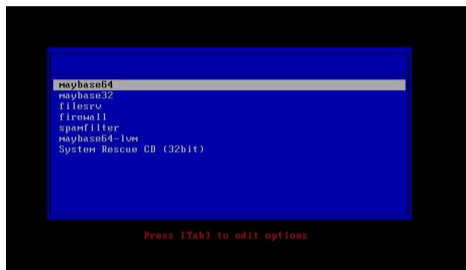 maybase64
maybase32
filesrv
firewall
spamfilter
maybase64-lvm
System Rescue CD (32bit)
Press [Tab] to edit options